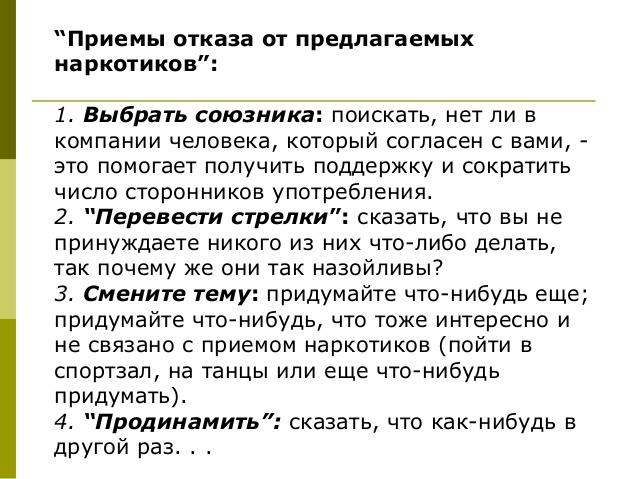 “Приемы отказа от предлагаемых
наркотиков”:
1. Выбрать союзника: поискать, нет ли в
компании человека, который согласен с вами, -
это помогает получить поддержку и сократить
число сторонников употребления.
2. “Перевести стрелки”: сказать, что вы не
принуждаете никого из них что-либо делать,
так почему же они так назойливы?
3. Смените тему: придумайте что-нибудь еще;
придумайте что-нибудь, что тоже интересно и
не связано с приемом наркотиков (пойти в
спортзал, на танцы или еще что-нибудь
придумать).
4. “Продинамить”: сказать, что как-нибудь в
другой раз. . .